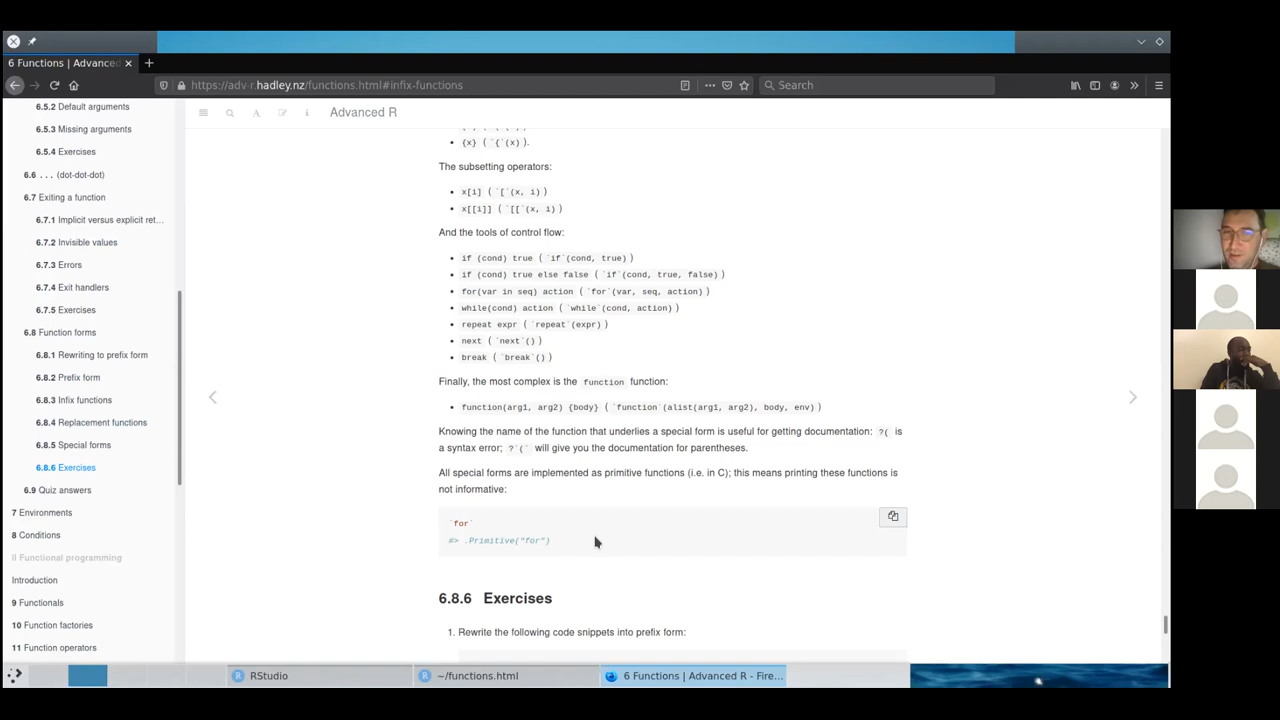 6 Functions | Advanced
https://adv-r.hadley.nz/functions.html#infix-functions
Search
6.5.2 Default arguments
6.5.3 Missing arguments
6.5.4 Exercises
6.6 ... (dot-dot-dot)
6.7 Exiting a function
6.7.1 Implicit versus explicit ret...
6.7.2 Invisible values
6.7.3 Errors
6.7.4 Exit handlers
6.7.5 Exercises
6.8 Function forms
6.8.1 Rewriting to prefix form
6.8.2 Prefix form
6.8.3 Infix functions
6.8.4 Replacement functions
6.8.5 Special forms
6.8.6 Exercises
6.9 Quiz answers
7 Environments
8 Conditions
II Functional programming
Introduction
9 Functionals
10 Function factories
11 Function operators
Advanced R
{x} (`{`(x).
The subsetting operators:
x[i] (`[`(x, i))
x[[i]] (`[[`(x, i))
And the tools of control flow:
if (cond) true (`if`(cond, true))
if (cond) true else false (`if`(cond, true, false))
for(var in seq) action (`for`(var, seq, action))
while(cond) action (`while`(cond, action))
repeat expr (`repeat`(expr))
next (`next`())
break (`break`())
Finally, the most complex is the function function:
function(arg1, arg2) {body} (`function`(alist(arg1, arg2), body, env))
Knowing the name of the function that underlies a special form is useful for getting documentation: ?( is
a syntax error; ?`(` will give you the documentation for parentheses.
All special forms are implemented as primitive functions (i.e. in C); this means printing these functions is
not informative:
`for`
#> .Primitive("for")
6.8.6 Exercises
1. Rewrite the following code snippets into prefix form:
RStudio
~/functions.html
6 Functions | Advanced R - Fire...